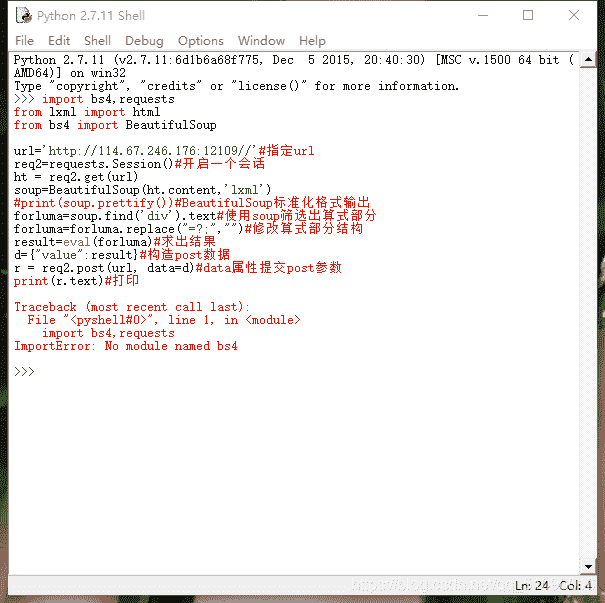 Python 2.7.11 Shell
File Edit Shell Debug Options Window Help
Python 2.7.11 (v2.7.11:6d1b6a68f775, Dec  5 2015, 20:40:30) [MSC v.1500 64 bit (
AMD64)] on win32
Type "copyright", "credits" or "license()" for more information.
>>> import bs4,requests
from lxml import html
from bs4 import BeautifulSoup
url='http://114.67.246.176:12109//'#指定url
req2=requests.Session()#开启一个会话
ht = req2.get(url)
soup=BeautifulSoup(ht.content,'lxml')
#print(soup.prettify())#BeautifulSoup标准化格式输出
forluma=soup.find('div').text#使用soup筛选出算式部分
forluma=forluma.replace("=?;","")#修改算式部分结构
result=eval(forluma)#求出结果
d={"value":result}#构造post数据
r = req2.post(url, data=d)#data属性提交post参数
print(r.text)#打印
Traceback (most recent call last):
  File "<pyshell#0>", line 1, in <module>
    import bs4,requests
ImportError: No module named bs4
>>>
Ln: 24 Col: 4